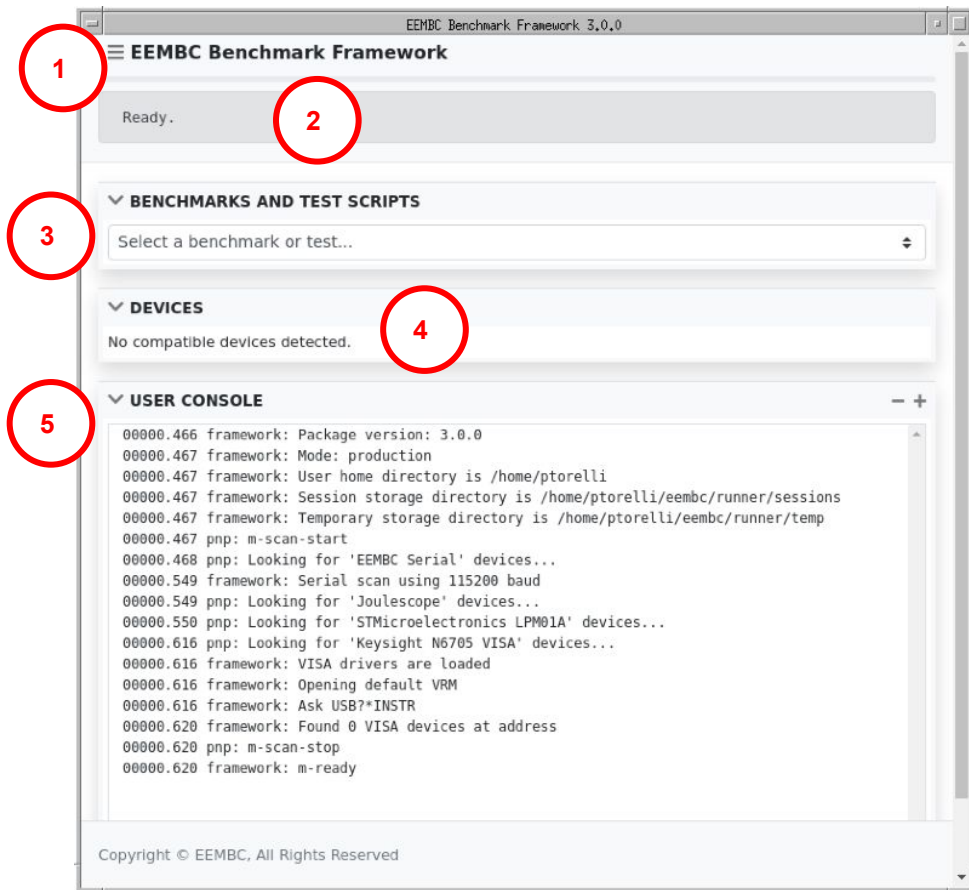 EEMBC Benchmark Framework 3.0.0
1
☰ EEMBC Benchmark Framework
Ready.
2
BENCHMARKS AND TEST SCRIPTS
3
Select a benchmark or test...
DEVICES
4
No compatible devices detected.
USER CONSOLE
− +
5
00000.466 framework: Package version: 3.0.0
00000.467 framework: Mode: production
00000.467 framework: User home directory is /home/ptorelli
00000.467 framework: Session storage directory is /home/ptorelli/eembc/runner/sessions
00000.467 framework: Temporary storage directory is /home/ptorelli/eembc/runner/temp
00000.467 pnp: m-scan-start
00000.468 pnp: Looking for 'EEMBC Serial' devices...
00000.549 framework: Serial scan using 115200 baud
00000.549 pnp: Looking for 'Joulescope' devices...
00000.550 pnp: Looking for 'STMicroelectronics LPM01A' devices...
00000.616 pnp: Looking for 'Keysight N6705 VISA' devices...
00000.616 framework: VISA drivers are loaded
00000.616 framework: Opening default VRM
00000.616 framework: Ask USB?*INSTR
00000.620 framework: Found 0 VISA devices at address
00000.620 pnp: m-scan-stop
00000.620 framework: m-ready
Copyright © EEMBC, All Rights Reserved